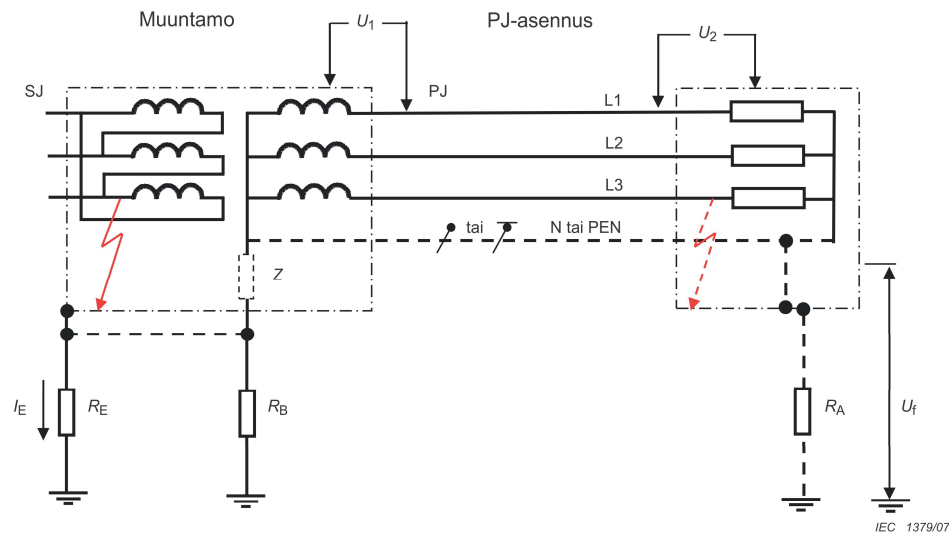 Muuntamo
PJ-asennus
U1
U2
SJ
PJ
L1
L2
L3
tai
N tai PEN
Z
IE
RE
RB
RA
Uf
IEC 1379/07